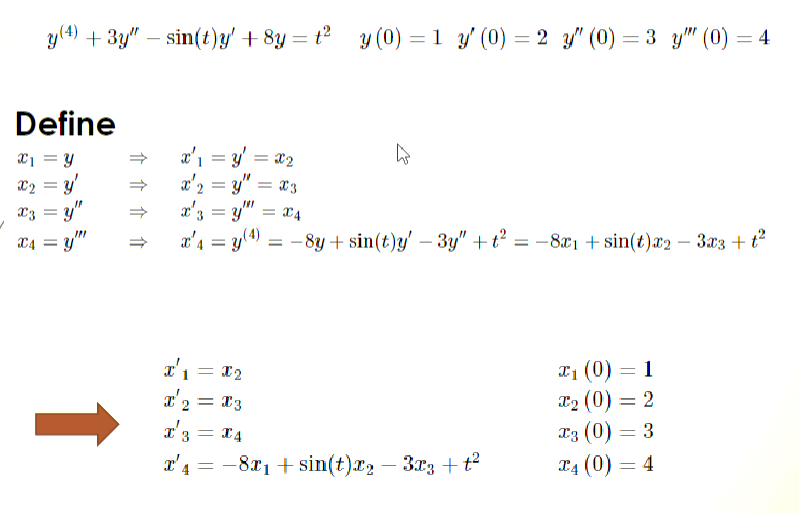 y⁽⁴⁾ + 3y″ − sin(t)y′ + 8y = t² y (0) = 1 y′ (0) = 2 y″ (0) = 3 y‴ (0) = 4
Define
x₁ = y ⇒ x′₁ = y′ = x₂
x₂ = y′ ⇒ x′₂ = y″ = x₃
x₃ = y″ ⇒ x′₃ = y‴ = x₄
x₄ = y‴ ⇒ x′₄ = y⁽⁴⁾ = −8y + sin(t)y′ − 3y″ + t² = −8x₁ + sin(t)x₂ − 3x₃ + t²
x′₁ = x₂ x₁ (0) = 1
x′₂ = x₃ x₂ (0) = 2
x′₃ = x₄ x₃ (0) = 3
x′₄ = −8x₁ + sin(t)x₂ − 3x₃ + t² x₄ (0) = 4